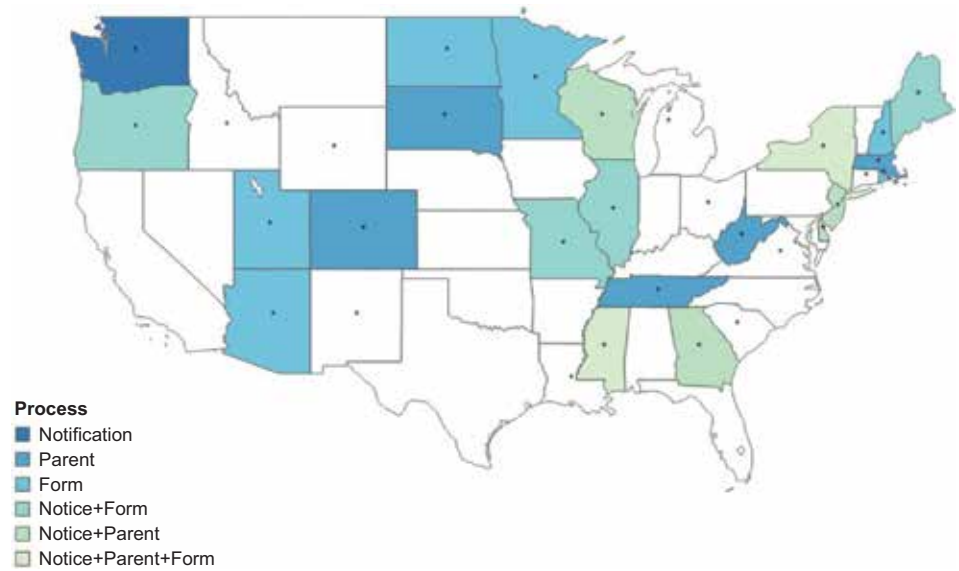 Process
Notification
Parent
Form
Notice+Form
Notice+Parent
Notice+Parent+Form